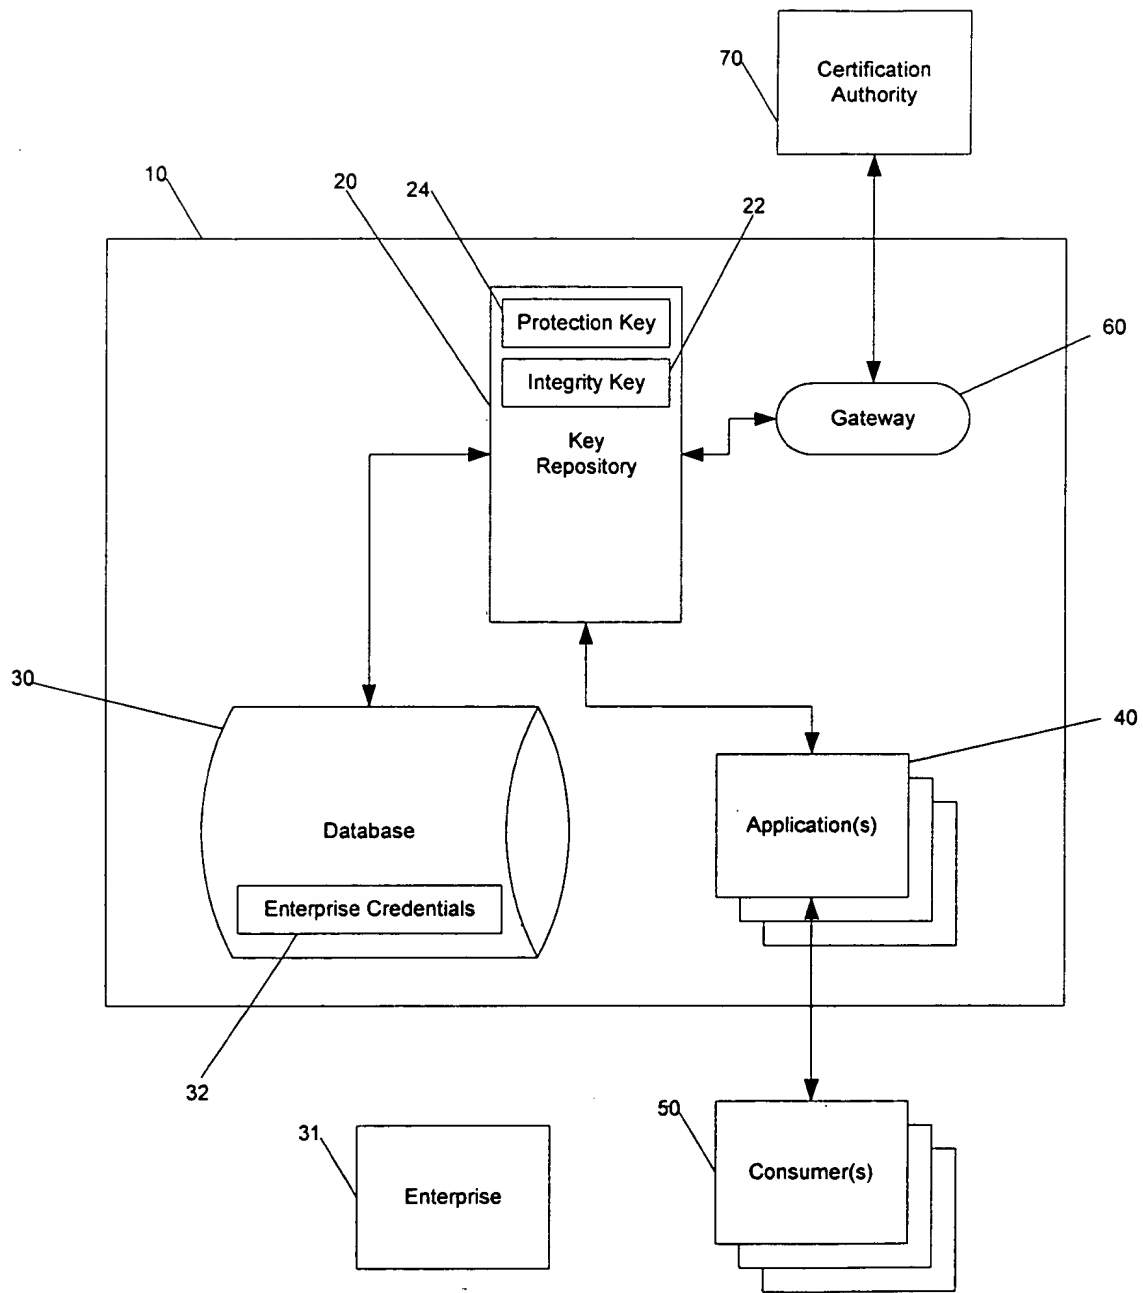 70
Certification
Authority
10
20
24
22
Protection Key
60
Integrity Key
Gateway
Key
Repository
30
40
Application(s)
Database
Enterprise Credentials
32
50
31
Consumer(s)
Enterprise